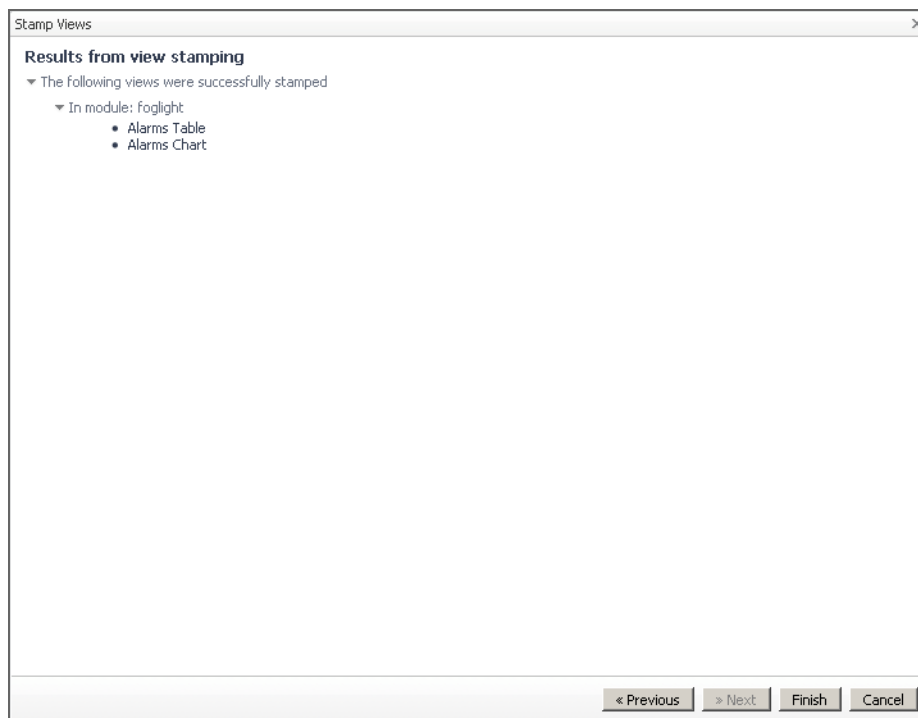 Stamp Views
Results from view stamping
The following views were successfully stamped
In module: foglight
• Alarms Table
• Alarms Chart
« Previous » Next Finish Cancel